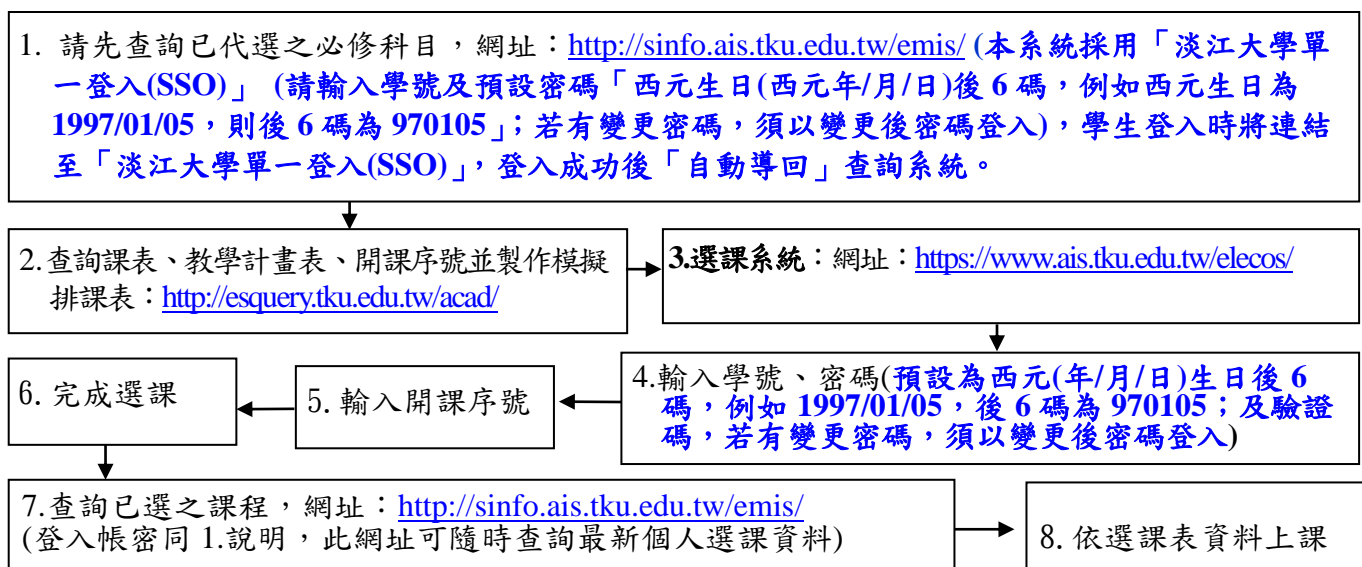 1. 請先查詢已代選之必修科目，網址：http://sinfo.ais.tku.edu.tw/emis/ (本系統採用「淡江大學單
一登入(SSO)」 (請輸入學號及預設密碼「西元生日(西元年/月/日)後 6 碼，例如西元生日為
1997/01/05，則後 6 碼為 970105」；若有變更密碼，須以變更後密碼登入)，學生登入時將連結
至「淡江大學單一登入(SSO)」，登入成功後「自動導回」查詢系統。
2.查詢課表、教學計畫表、開課序號並製作模擬
排課表：http://esquery.tku.edu.tw/acad/
3.選課系統：網址：https://www.ais.tku.edu.tw/elecos/
4.輸入學號、密碼(預設為西元(年/月/日)生日後 6
碼，例如 1997/01/05，後 6 碼為 970105；及驗證
碼，若有變更密碼，須以變更後密碼登入)
5. 輸入開課序號
6. 完成選課
7.查詢已選之課程，網址：http://sinfo.ais.tku.edu.tw/emis/
(登入帳密同 1.說明，此網址可隨時查詢最新個人選課資料)
8. 依選課表資料上課